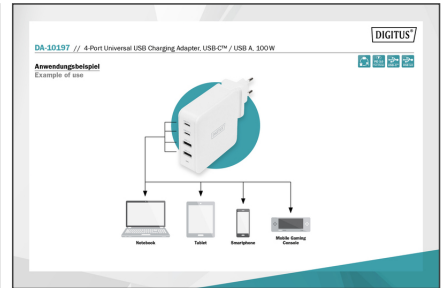 DIGITUS®
DA-10197 // 4-Port Universal USB Charging Adapter, USB-C™ / USB A, 100 W
Anwendungsbeispiel
Example of use
Notebook
Tablet
Smartphone
Mobile Gaming
Console